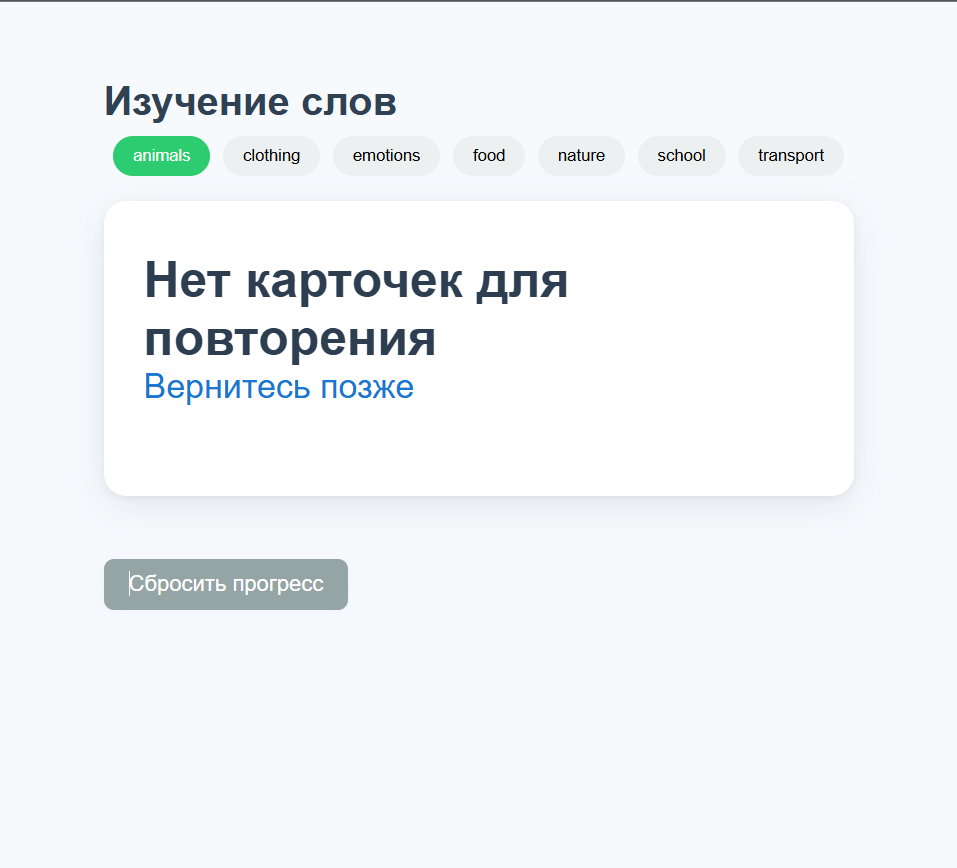 Изучение слов
animals clothing emotions food nature school transport
Нет карточек для
повторения
Вернитесь позже
Сбросить прогресс